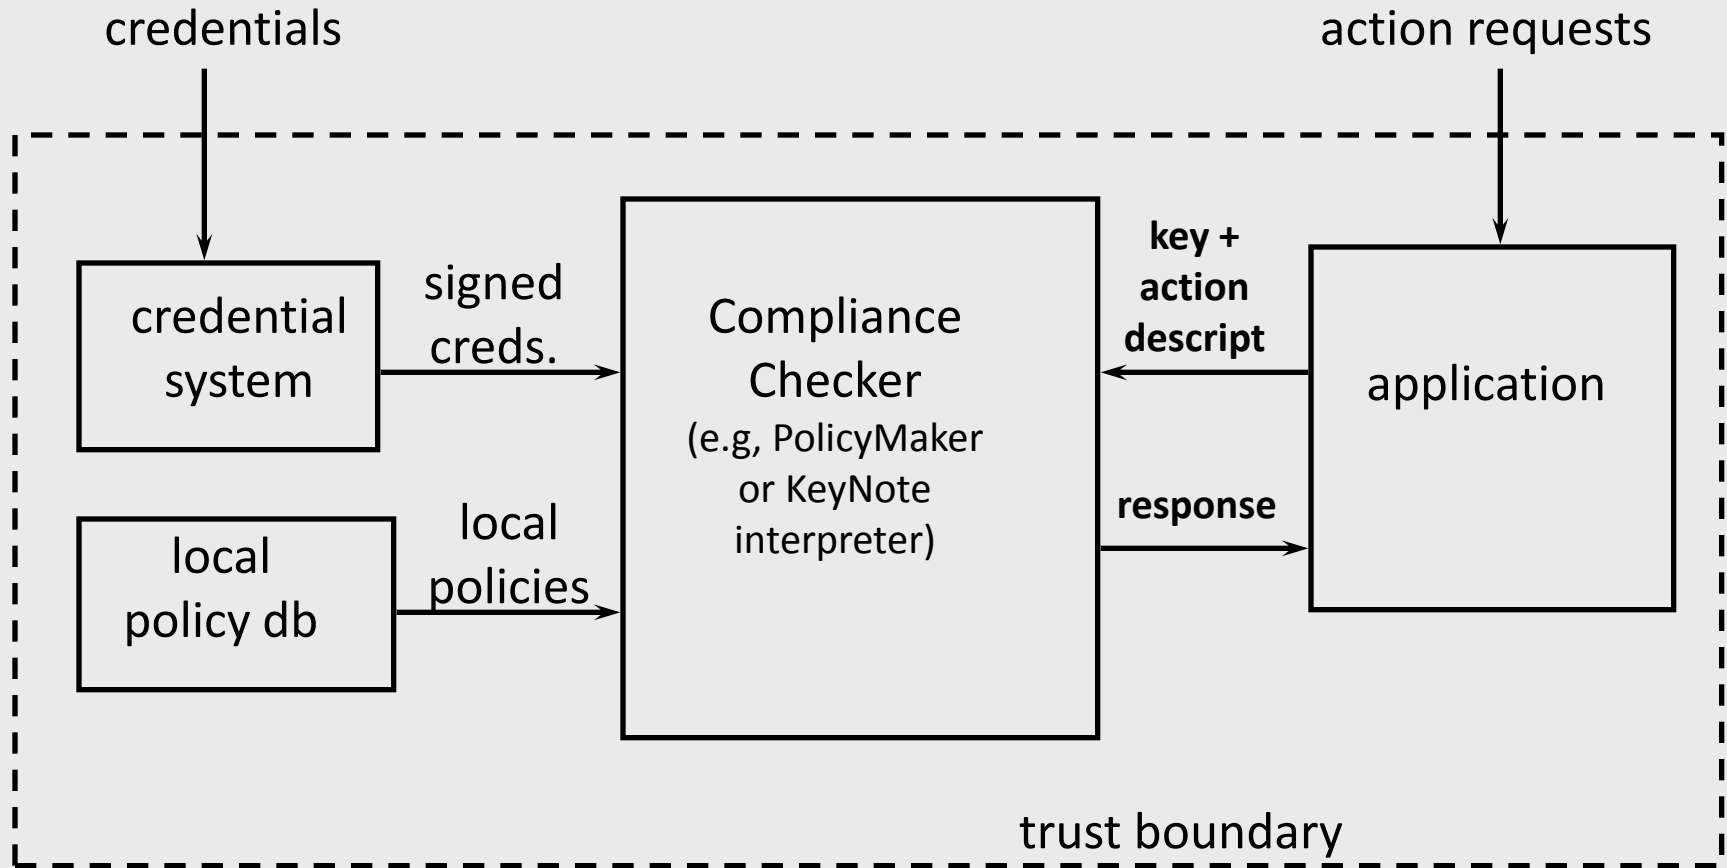 credentials
action requests
credential
system
signed
creds.
local
policy db
local
policies
Compliance
Checker
(e.g, PolicyMaker
or KeyNote
interpreter)
key +
action
descript
response
application
trust boundary